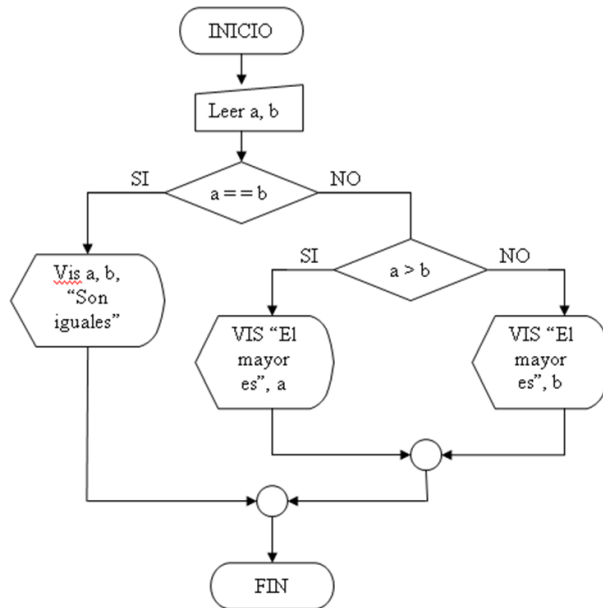 INICIO
Leer a, b
SI
NO
a = = b
Vis a, b,
“Son
iguales”
SI
NO
a > b
VIS “El
mayor
es”, a
VIS “El
mayor
es”, b
FIN